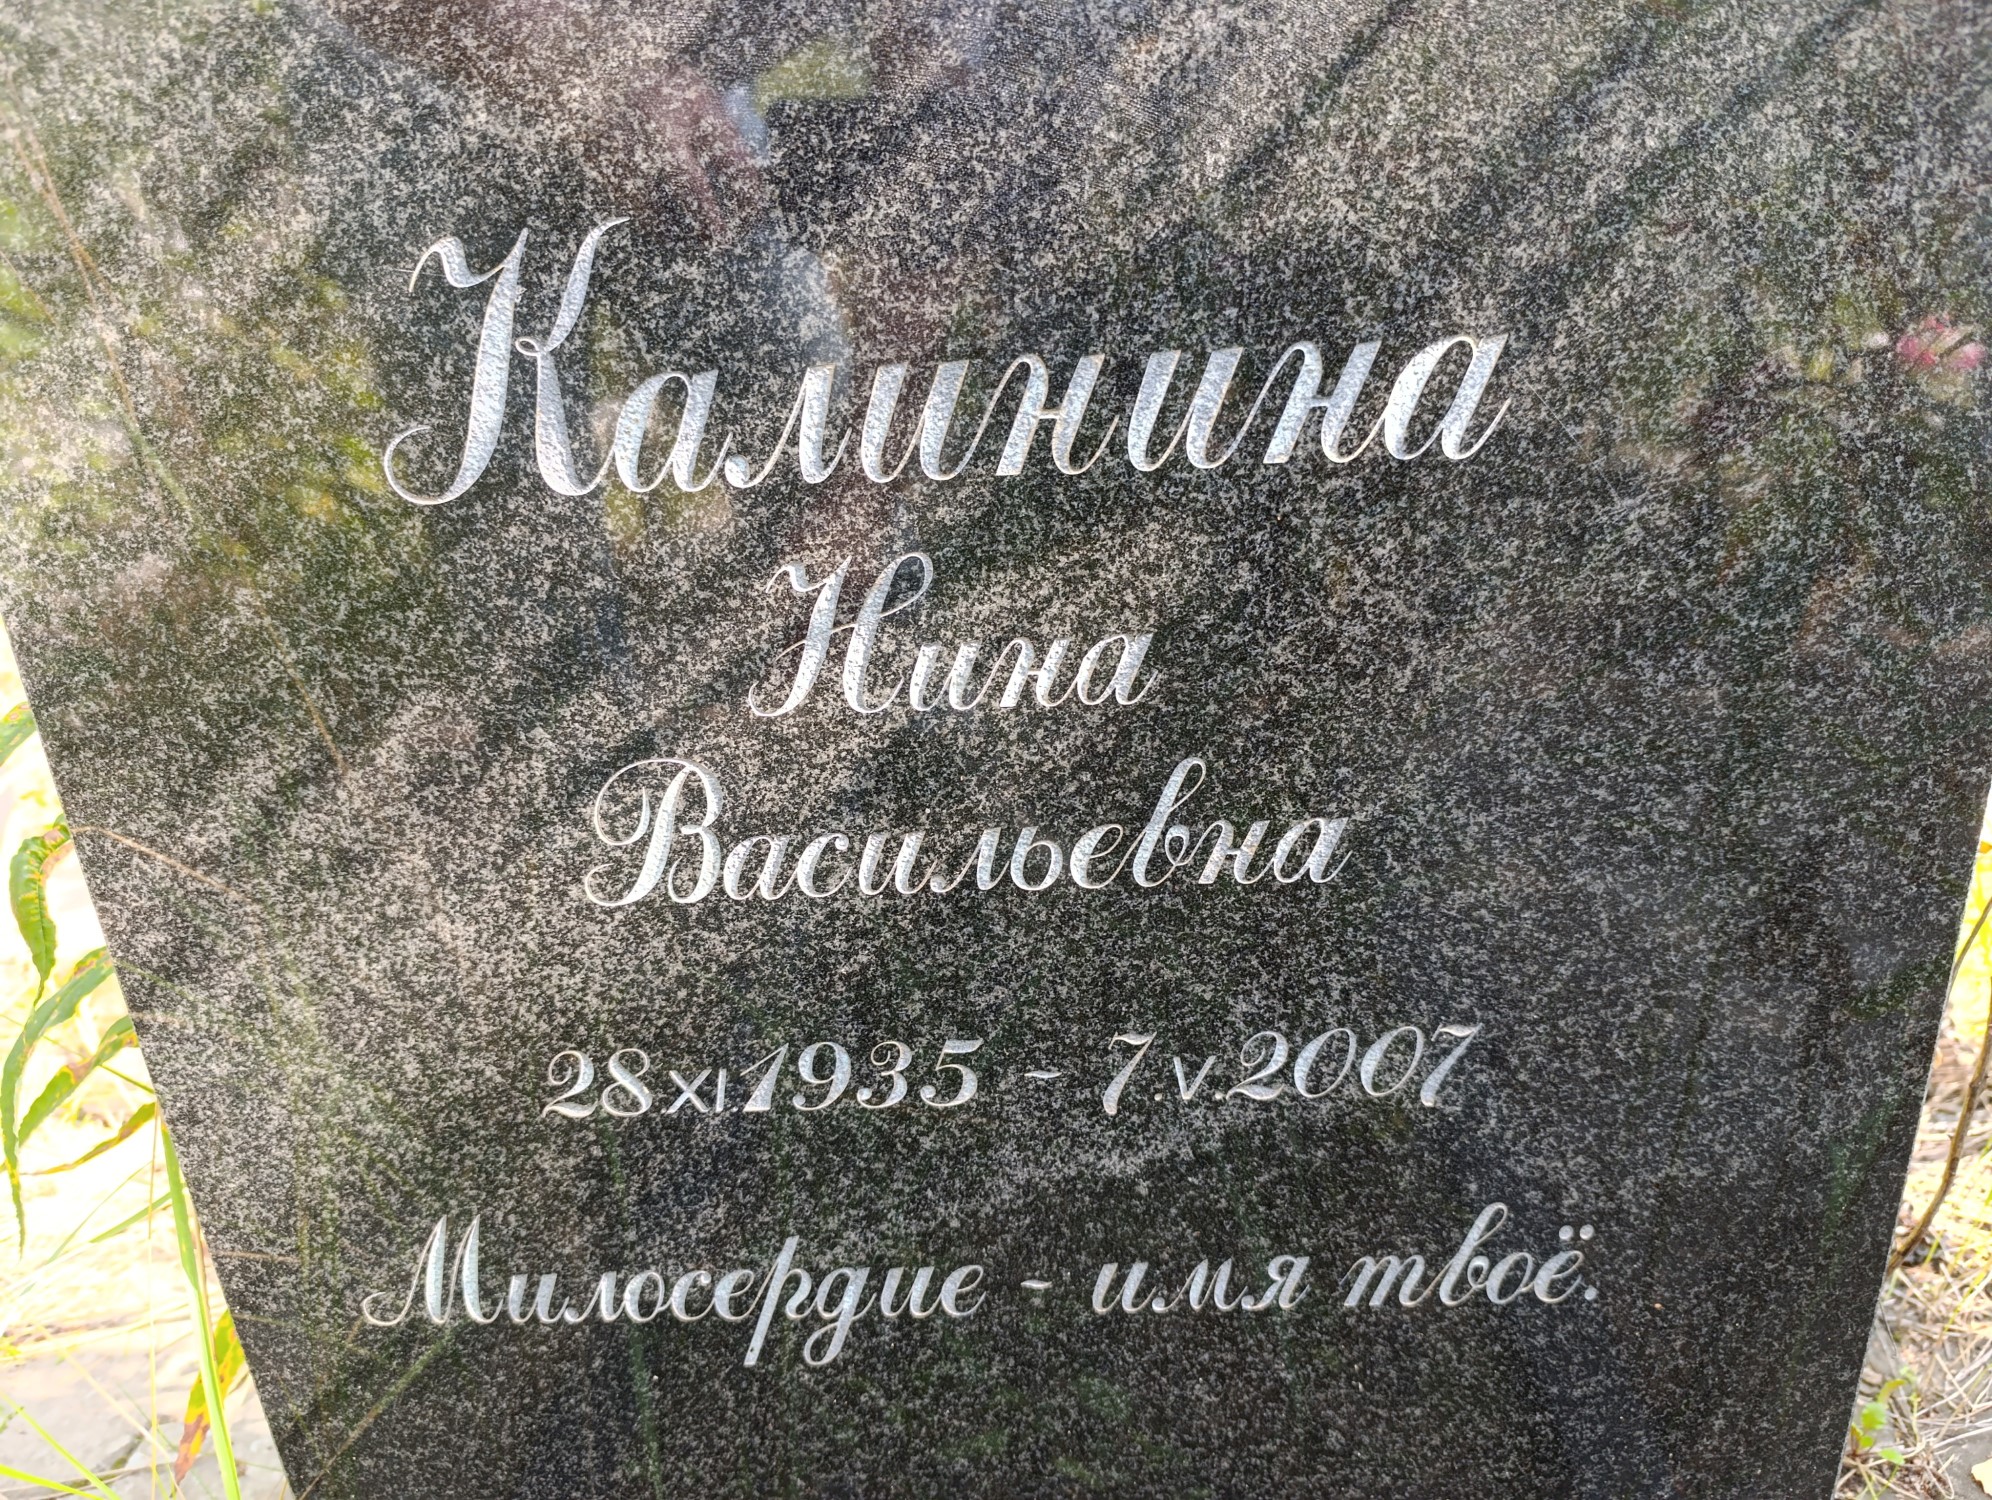 Калинина
Нина
Васильевна
28.XI.1935 - 7.V.2007
Милосердие - имя твоё.